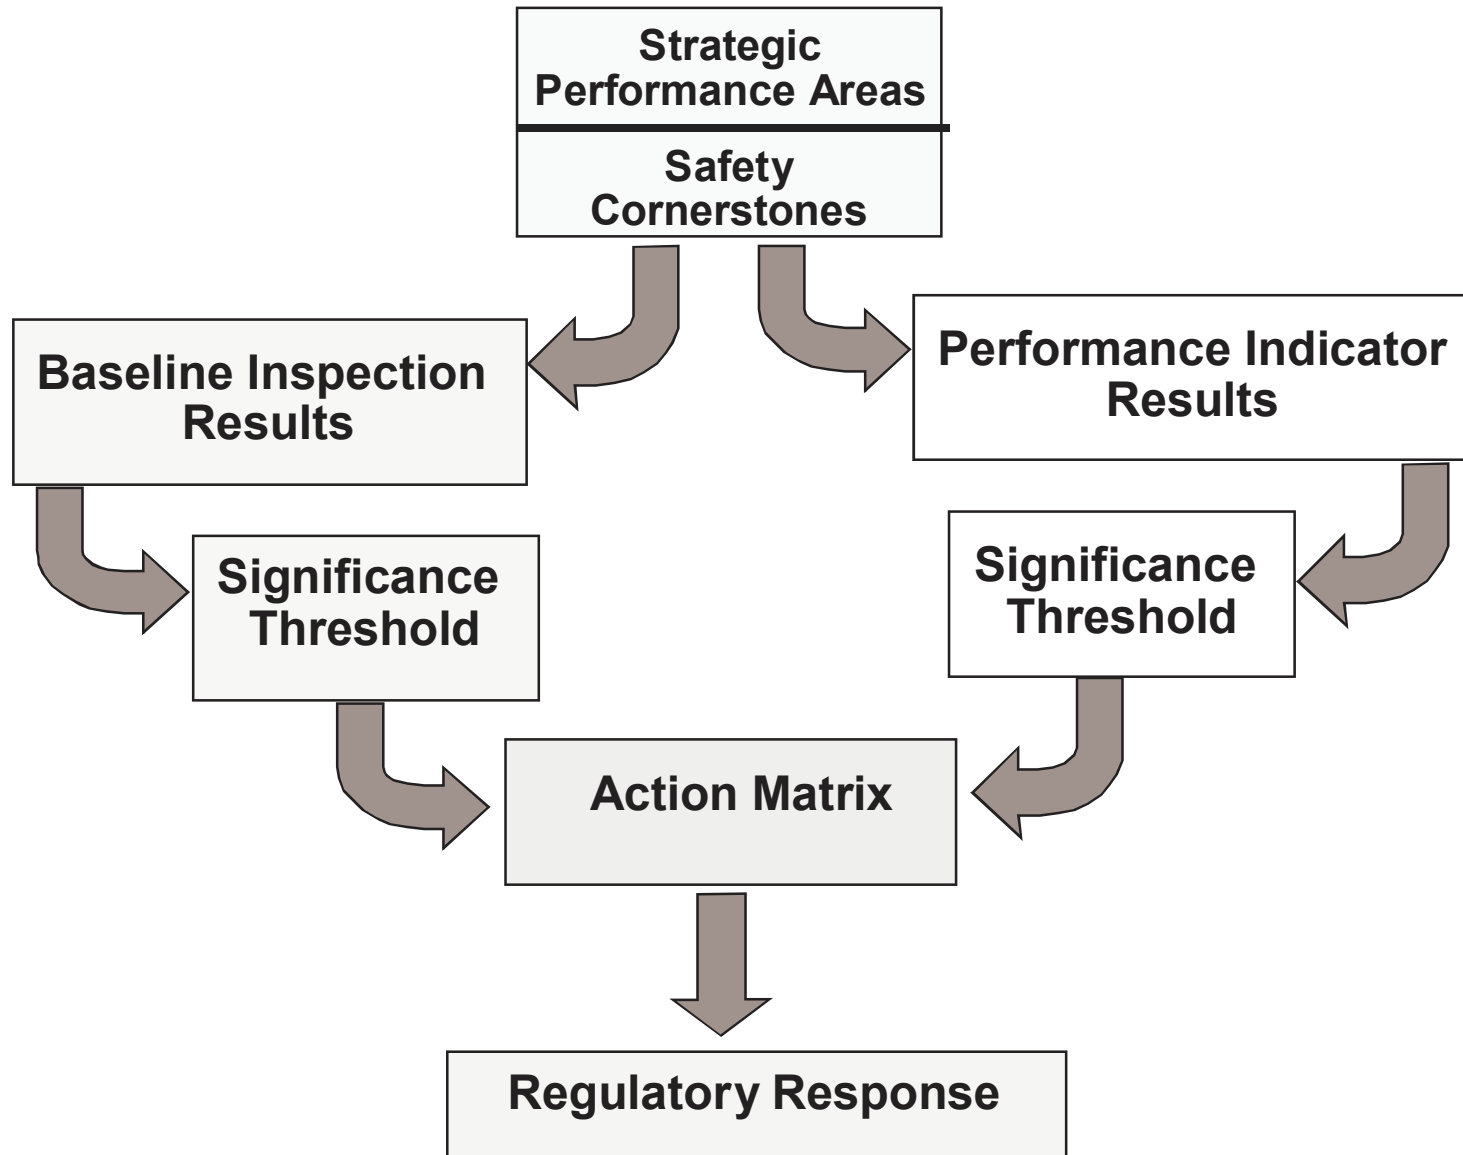 Strategic
Performance Areas
Safety
Cornerstones
Baseline Inspection
Results
Performance Indicator
Results
Significance
Threshold
Significance
Threshold
Action Matrix
Regulatory Response